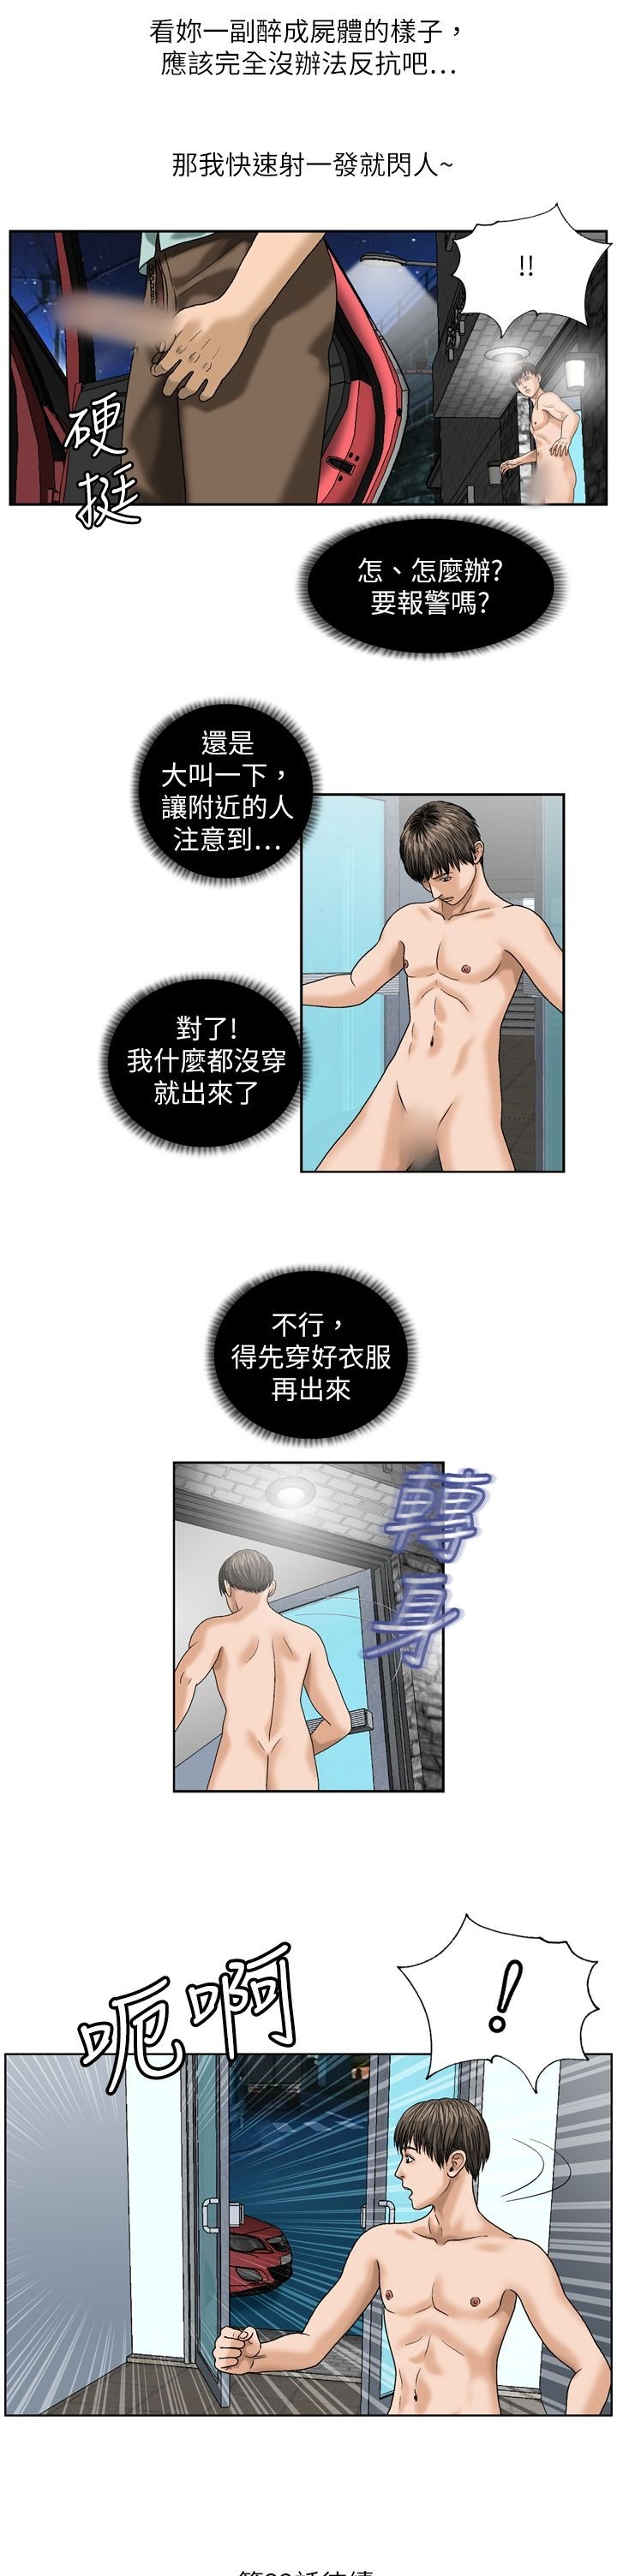 看妳一副醉成屍體的樣子，
應該完全沒辦法反抗吧...
那我快速射一發就閃人~
!!
硬
挺
怎、怎麼辦?
要報警嗎?
還是
大叫一下，
讓附近的人
注意到...
對了!
我什麼都沒穿
就出來了
不行，
得先穿好衣服
再出來
轉
身
呃啊
!